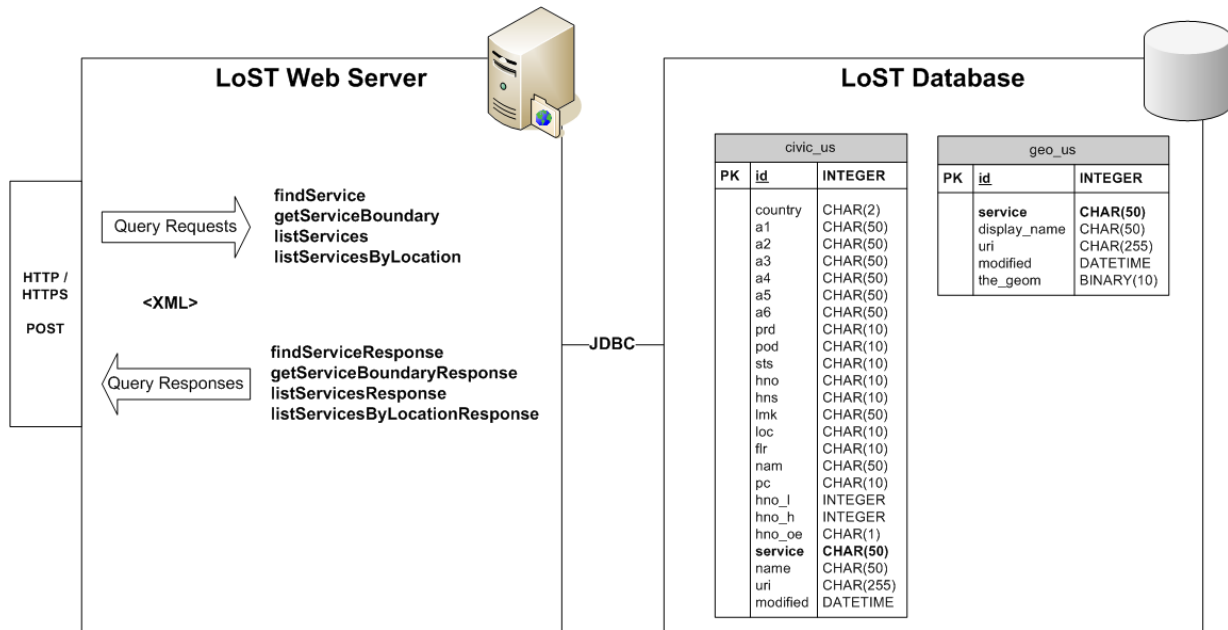 LoST Web Server
HTTP /
HTTPS
POST
Query Requests
findService
getServiceBoundary
listServices
listServicesByLocation
<XML>
Query Responses
findServiceResponse
getServiceBoundaryResponse
listServicesResponse
listServicesByLocationResponse
JDBC
LoST Database
civic_us
PK id INTEGER
country CHAR(2)
a1 CHAR(50)
a2 CHAR(50)
a3 CHAR(50)
a4 CHAR(50)
a5 CHAR(50)
a6 CHAR(50)
prd CHAR(10)
pod CHAR(10)
sts CHAR(10)
hno CHAR(10)
hns CHAR(10)
lmk CHAR(50)
loc CHAR(10)
flr CHAR(10)
nam CHAR(50)
pc CHAR(10)
hno_l INTEGER
hno_h INTEGER
hno_oe CHAR(1)
service CHAR(50)
name CHAR(50)
uri CHAR(255)
modified DATETIME
geo_us
PK id INTEGER
service CHAR(50)
display_name CHAR(50)
uri CHAR(255)
modified DATETIME
the_geom BINARY(10)